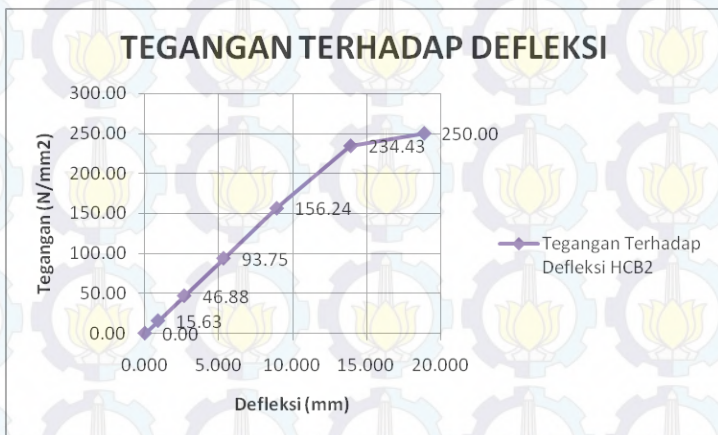 TEGANGAN TERHADAP DEFLEKSI
300.00
250.00
200.00
150.00
100.00
50.00
0.00
Tegangan (N/mm2)
0.00
15.63
46.88
93.75
156.24
234.43
250.00
0.000 5.000 10.000 15.000 20.000
Defleksi (mm)
Tegangan Terhadap
Defleksi HCB2